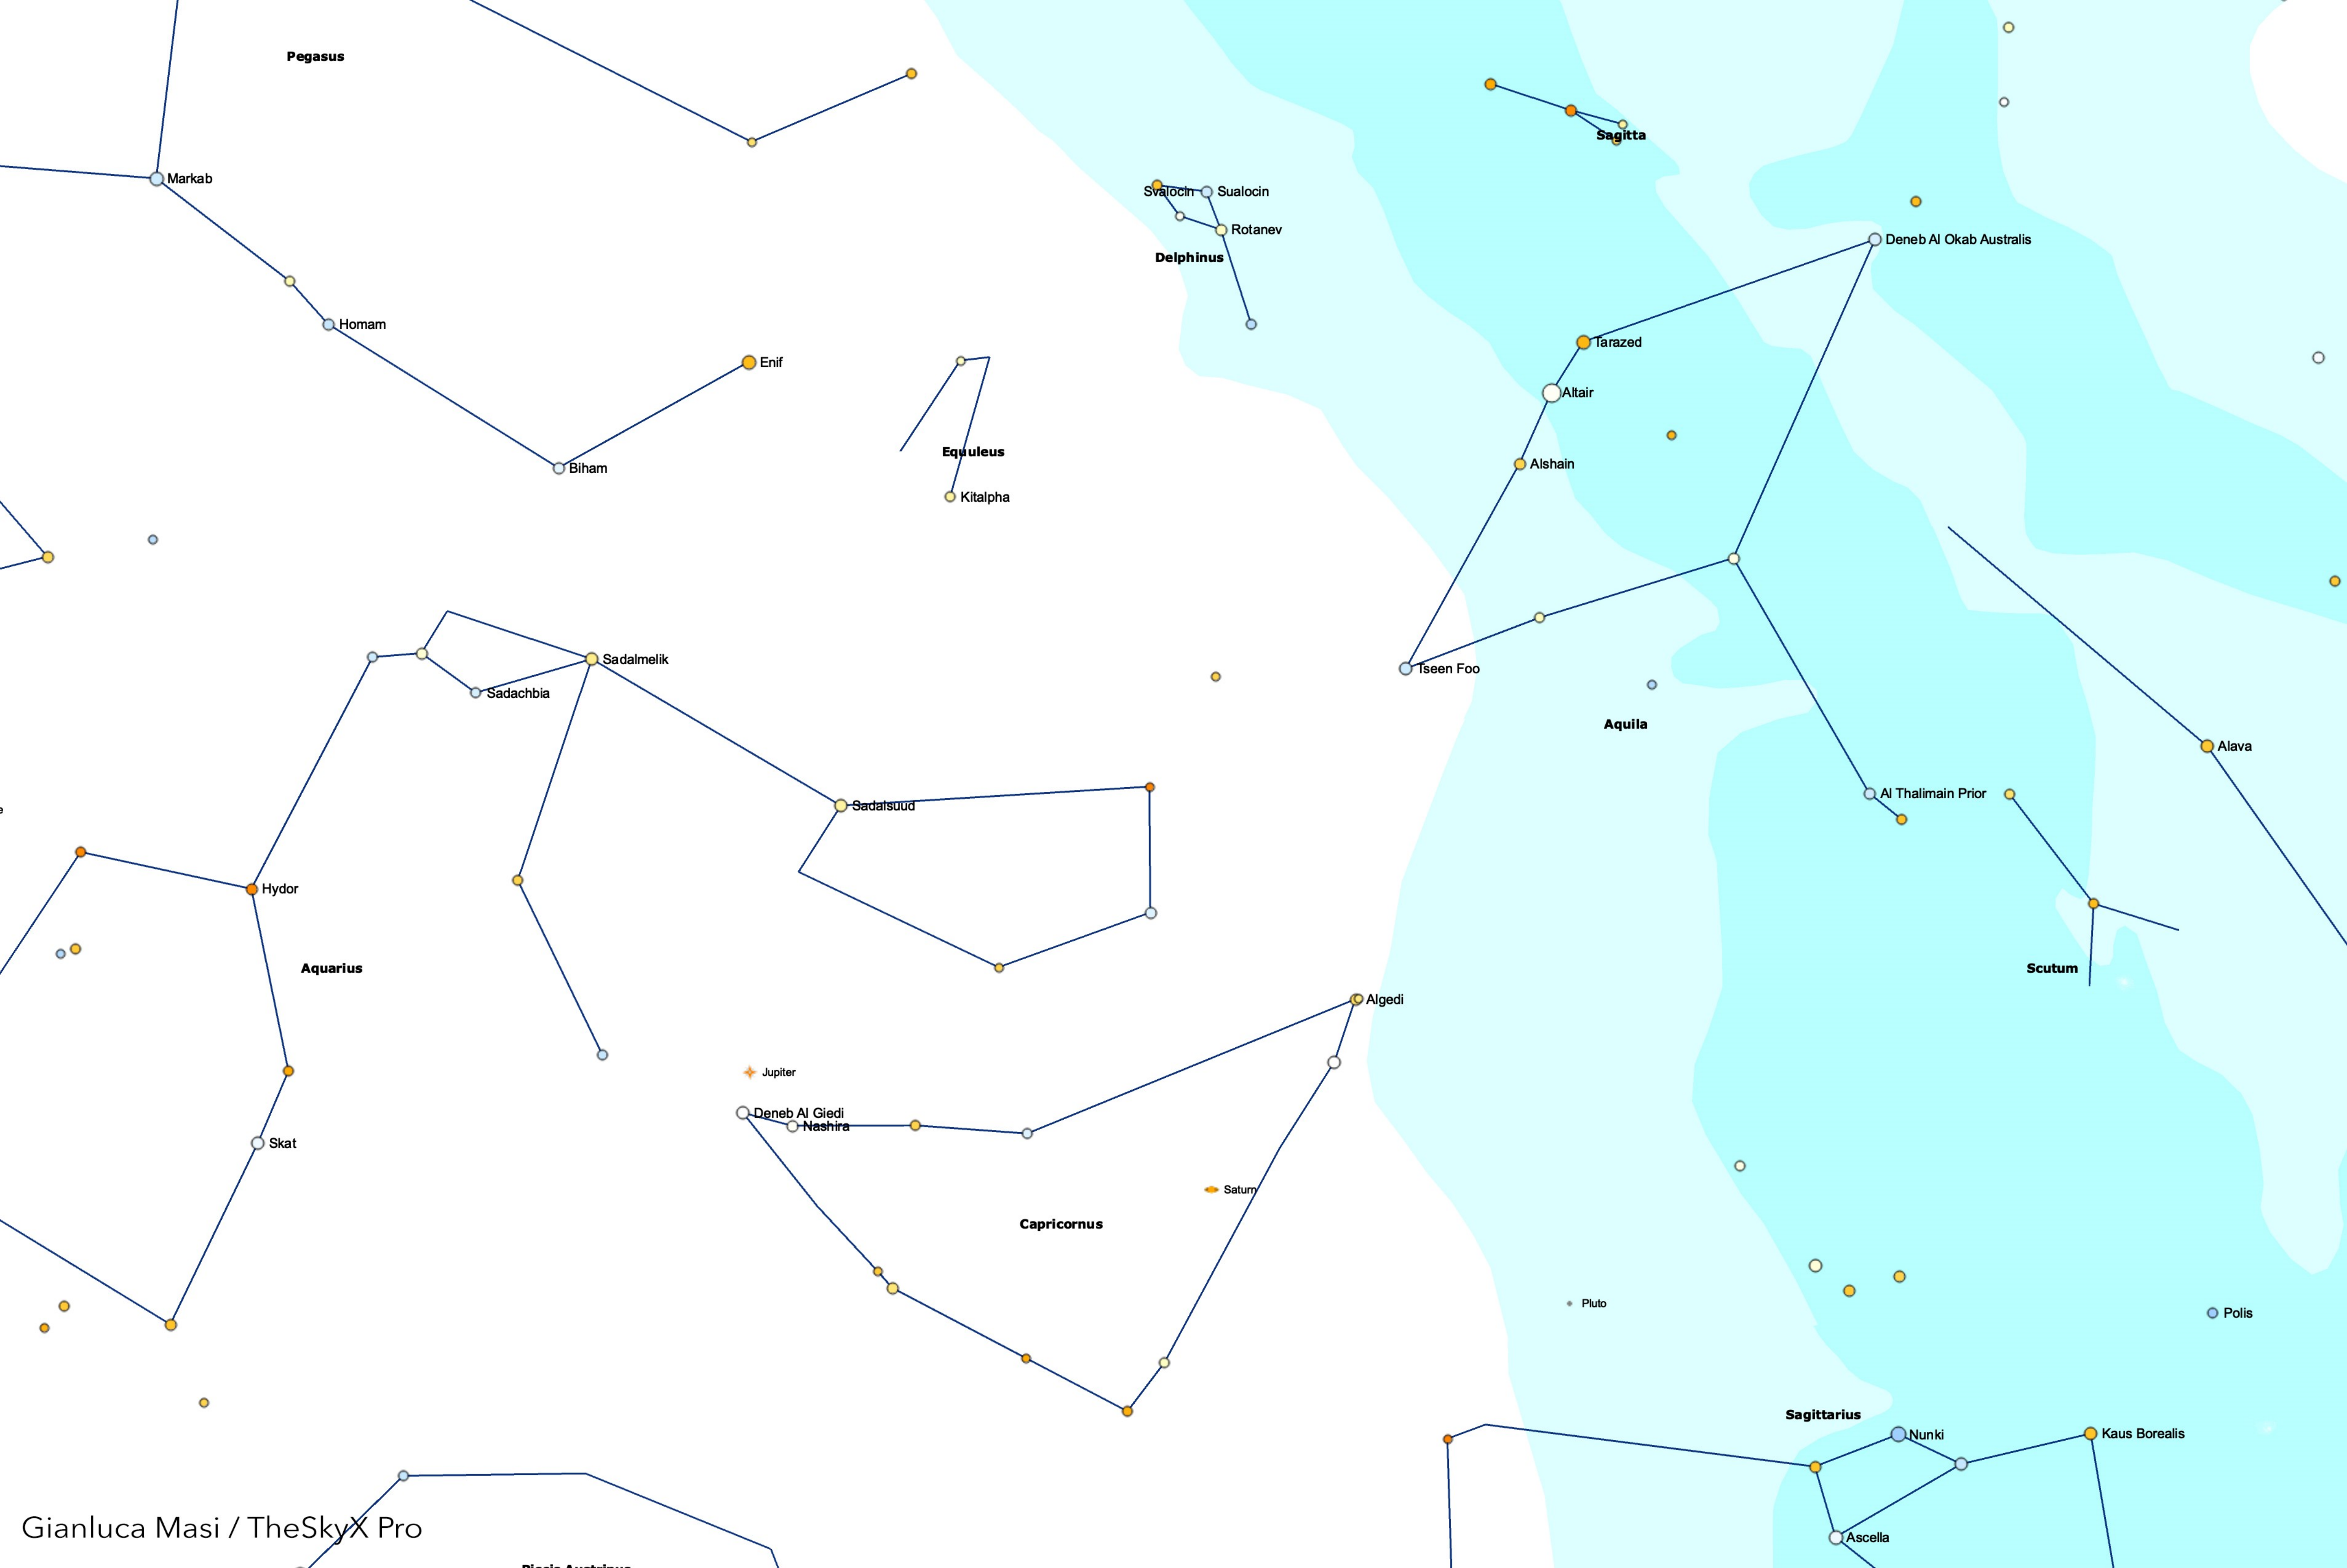 Pegasus
Sagitta
Markab
Svalocin
Sualocin
Rotanev
Deneb Al Okab Australis
Delphinus
Homam
Tarazed
Enif
Altair
Equuleus
Biham
Alshain
Kitalpha
Sadalmelik
Tseen Foo
Sadachbia
Aquila
Alava
Al Thalimain Prior
Sadalsuud
Hydor
Aquarius
Scutum
Algedi
Jupiter
Deneb Al Giedi
Nashira
Skat
Saturn
Capricornus
Pluto
Polis
Sagittarius
Nunki
Kaus Borealis
Gianluca Masi / TheSkyX Pro
Ascella